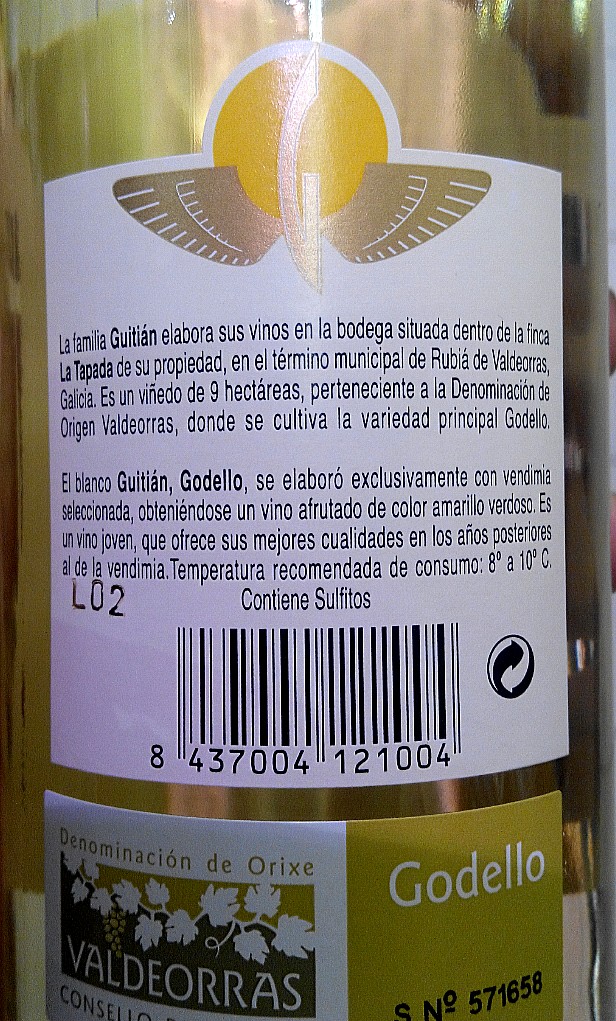 La familia Guitián elabora sus vinos en la bodega situada dentro de la finca
La Tapada de su propiedad, en el término municipal de Rubiá de Valdeorras,
Galicia. Es un viñedo de 9 hectáreas, perteneciente a la Denominación de
Origen Valdeorras, donde se cultiva la variedad principal Godello.
El blanco Guitián, Godello, se elaboró exclusivamente con vendimia
seleccionada, obteniéndose un vino afrutado de color amarillo verdoso. Es
un vino joven, que ofrece sus mejores cualidades en los años posteriores
al de la vendimia. Temperatura recomendada de consumo: 8º a 10º C.
L02
Contiene Sulfitos
8 437004 121004
Denominación de Orixe
VALDEORRAS
CONSELLO
Godello
S Nº 571658